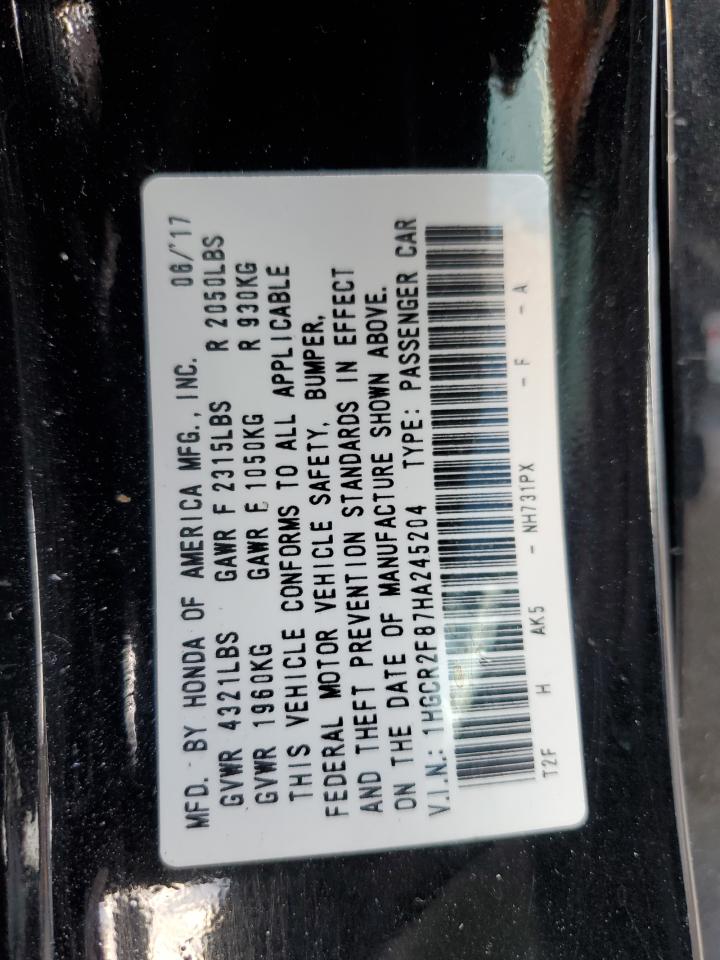 MFD. BY HONDA OF AMERICA MFG., INC. 06/'17
GVWR 4321LBS GAWR F 2315LBS R 2050LBS
GVWR 1960KG GAWR F 1050KG R 930KG
THIS VEHICLE CONFORMS TO ALL APPLICABLE
FEDERAL MOTOR VEHICLE SAFETY, BUMPER,
AND THEFT PREVENTION STANDARDS IN EFFECT
ON THE DATE OF MANUFACTURE SHOWN ABOVE.
V.I.N.: 1HGCR2F87HA245204 TYPE: PASSENGER CAR
T2F H AK5 - NH731PX - F - A